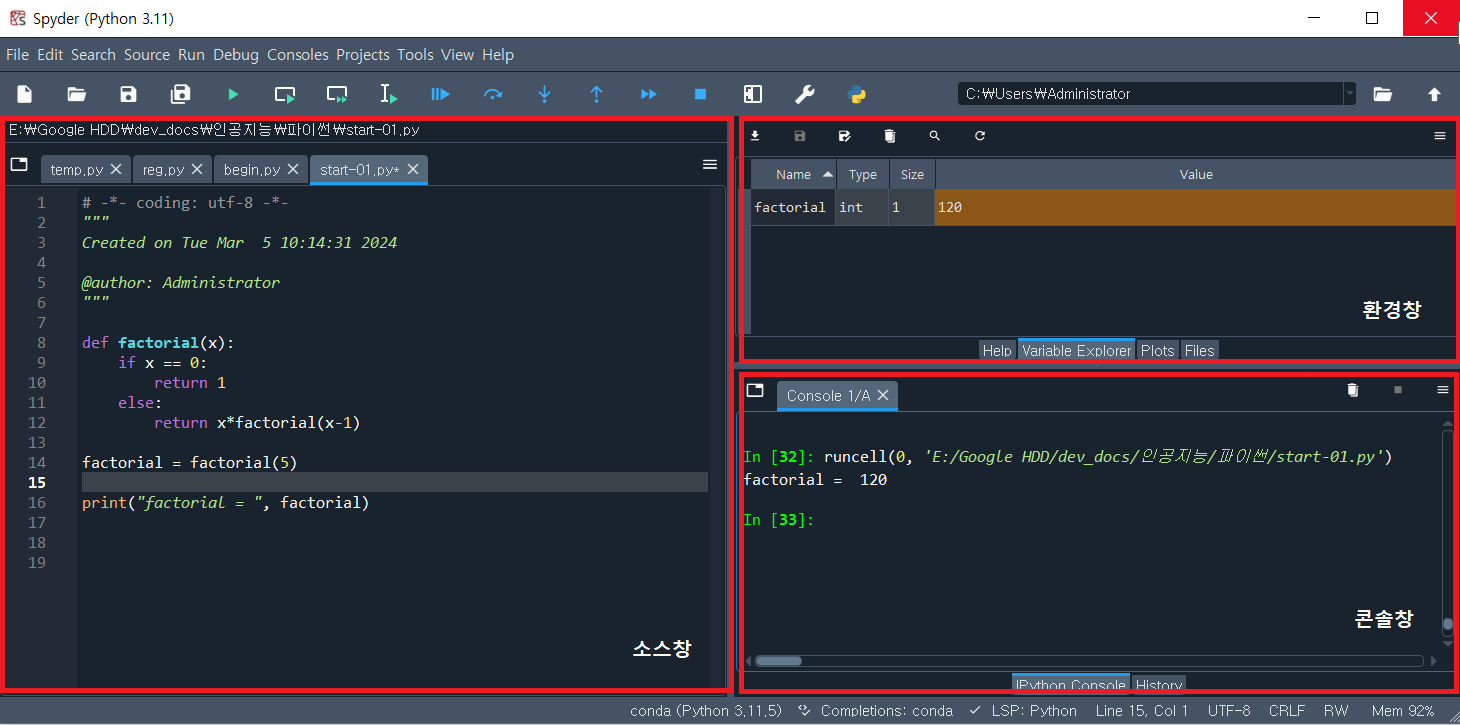 Spyder (Python 3.11)
File Edit Search Source Run Debug Consoles Projects Tools View Help
C:₩Users₩Administrator
E:₩Google HDD₩dev_docs₩인공지능₩파이썬₩start-01.py
temp.py reg.py begin.py start-01.py*
1 # -*- coding: utf-8 -*-
2 """
3 Created on Tue Mar  5 10:14:31 2024
4
5 @author: Administrator
6 """
7
8 def factorial(x):
9     if x == 0:
10         return 1
11     else:
12         return x*factorial(x-1)
13
14 factorial = factorial(5)
15
16 print("factorial = ", factorial)
17
18
19
소스창
Name Type Size Value
factorial int 1 120
환경창
Help Variable Explorer Plots Files
Console 1/A
In [32]: runcell(0, 'E:/Google HDD/dev_docs/인공지능/파이썬/start-01.py')
factorial =  120
In [33]:
콘솔창
IPython Console History
conda (Python 3.11.5) Completions: conda LSP: Python Line 15, Col 1 UTF-8 CRLF RW Mem 92%